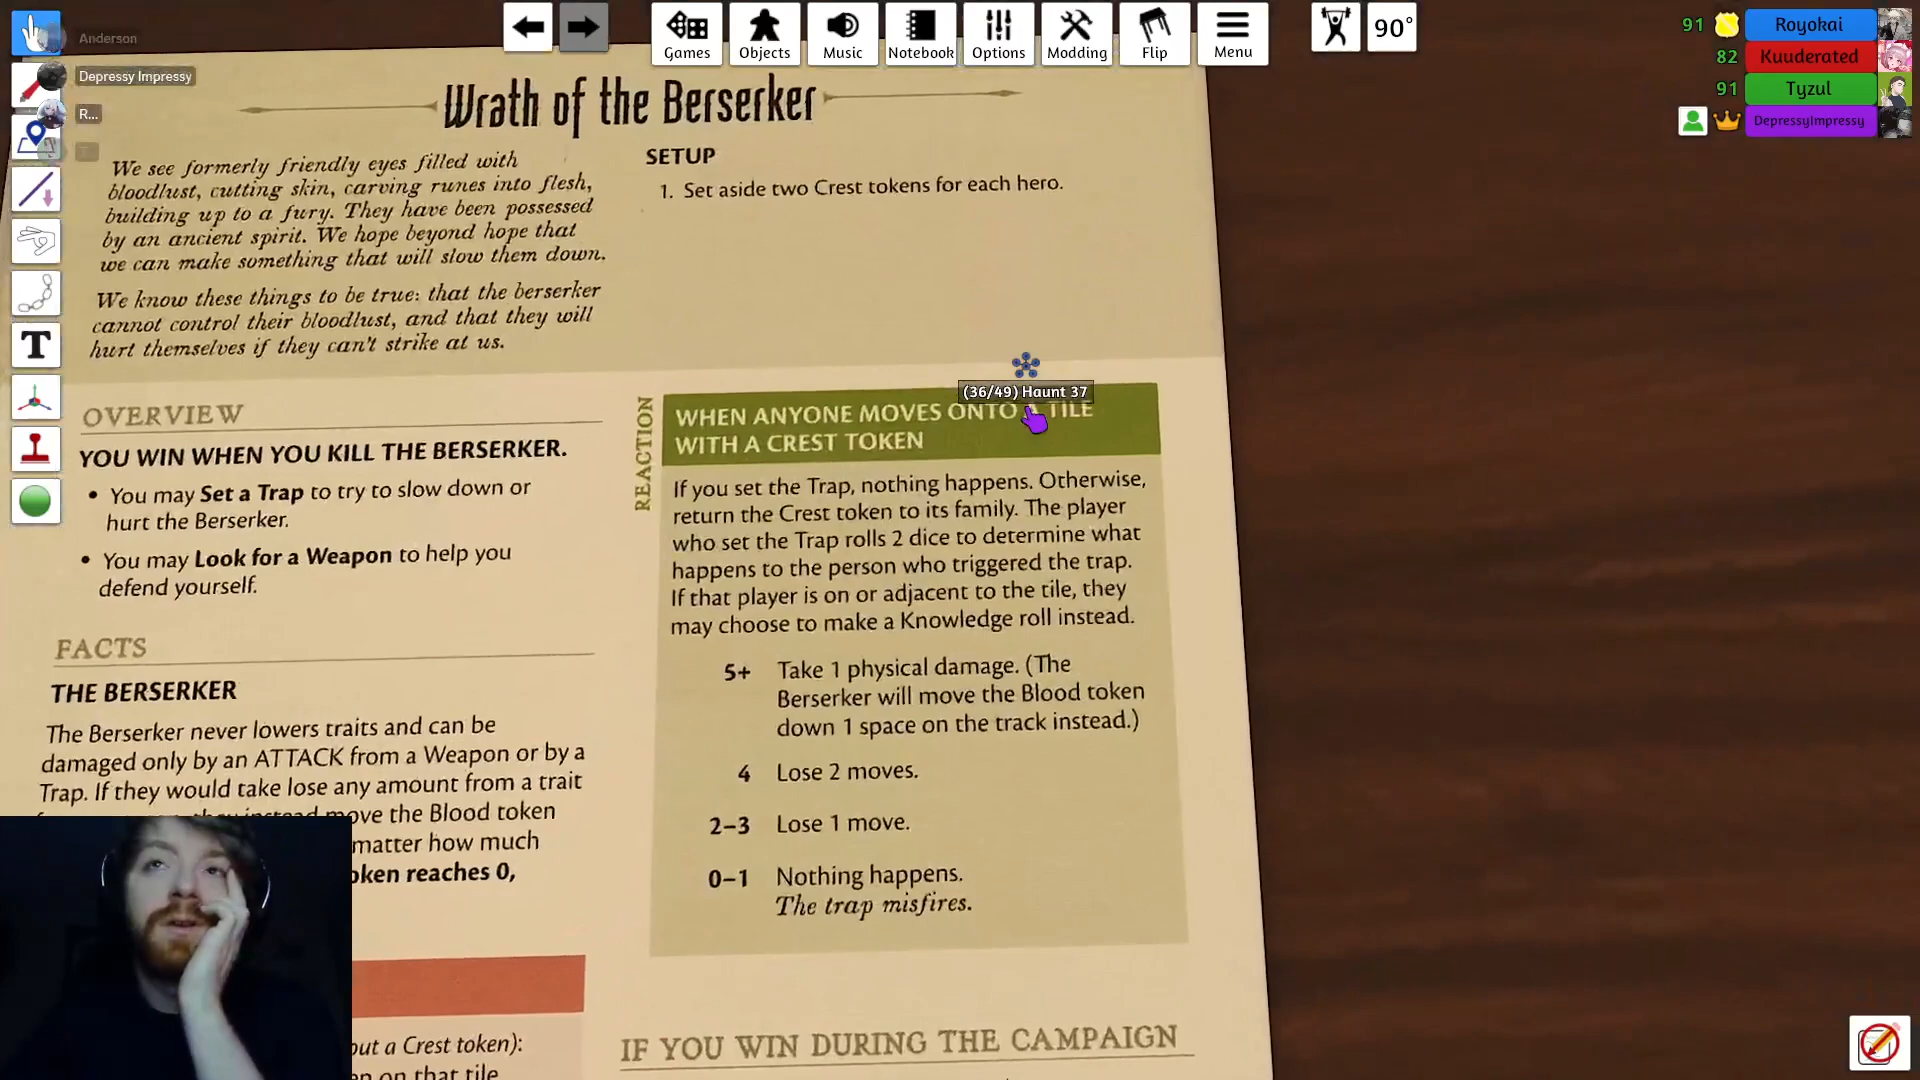 Anderson
Depressy Impressy
R...
T
Games
Objects
Music
Notebook
Options
Modding
Flip
Menu
90°
91 Royokai
82 Kuuderated
91 Tyzul
DepressyImpressy
Wrath of the Berserker
We see formerly friendly eyes filled with
bloodlust, cutting skin, carving runes into flesh,
building up to a fury. They have been possessed
by an ancient spirit. We hope beyond hope that
we can make something that will slow them down.
We know these things to be true: that the berserker
cannot control their bloodlust, and that they will
hurt themselves if they can't strike at us.
SETUP
1. Set aside two Crest tokens for each hero.
OVERVIEW
YOU WIN WHEN YOU KILL THE BERSERKER.
• You may Set a Trap to try to slow down or
hurt the Berserker.
• You may Look for a Weapon to help you
defend yourself.
FACTS
THE BERSERKER
The Berserker never lowers traits and can be
damaged only by an ATTACK from a Weapon or by a
Trap. If they would take lose any amount from a trait
move the Blood token
matter how much
oken reaches 0,
out a Crest token):
on that tile
(36/49) Haunt 37
REACTION
WHEN ANYONE MOVES ONTO A TILE
WITH A CREST TOKEN
If you set the Trap, nothing happens. Otherwise,
return the Crest token to its family. The player
who set the Trap rolls 2 dice to determine what
happens to the person who triggered the trap.
If that player is on or adjacent to the tile, they
may choose to make a Knowledge roll instead.
5+ Take 1 physical damage. (The
Berserker will move the Blood token
down 1 space on the track instead.)
4 Lose 2 moves.
2–3 Lose 1 move.
0–1 Nothing happens.
The trap misfires.
IF YOU WIN DURING THE CAMPAIGN